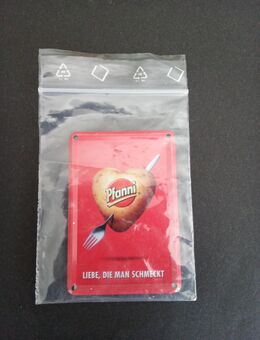 Pfanni
LIEBE, DIE MAN SCHMECKT